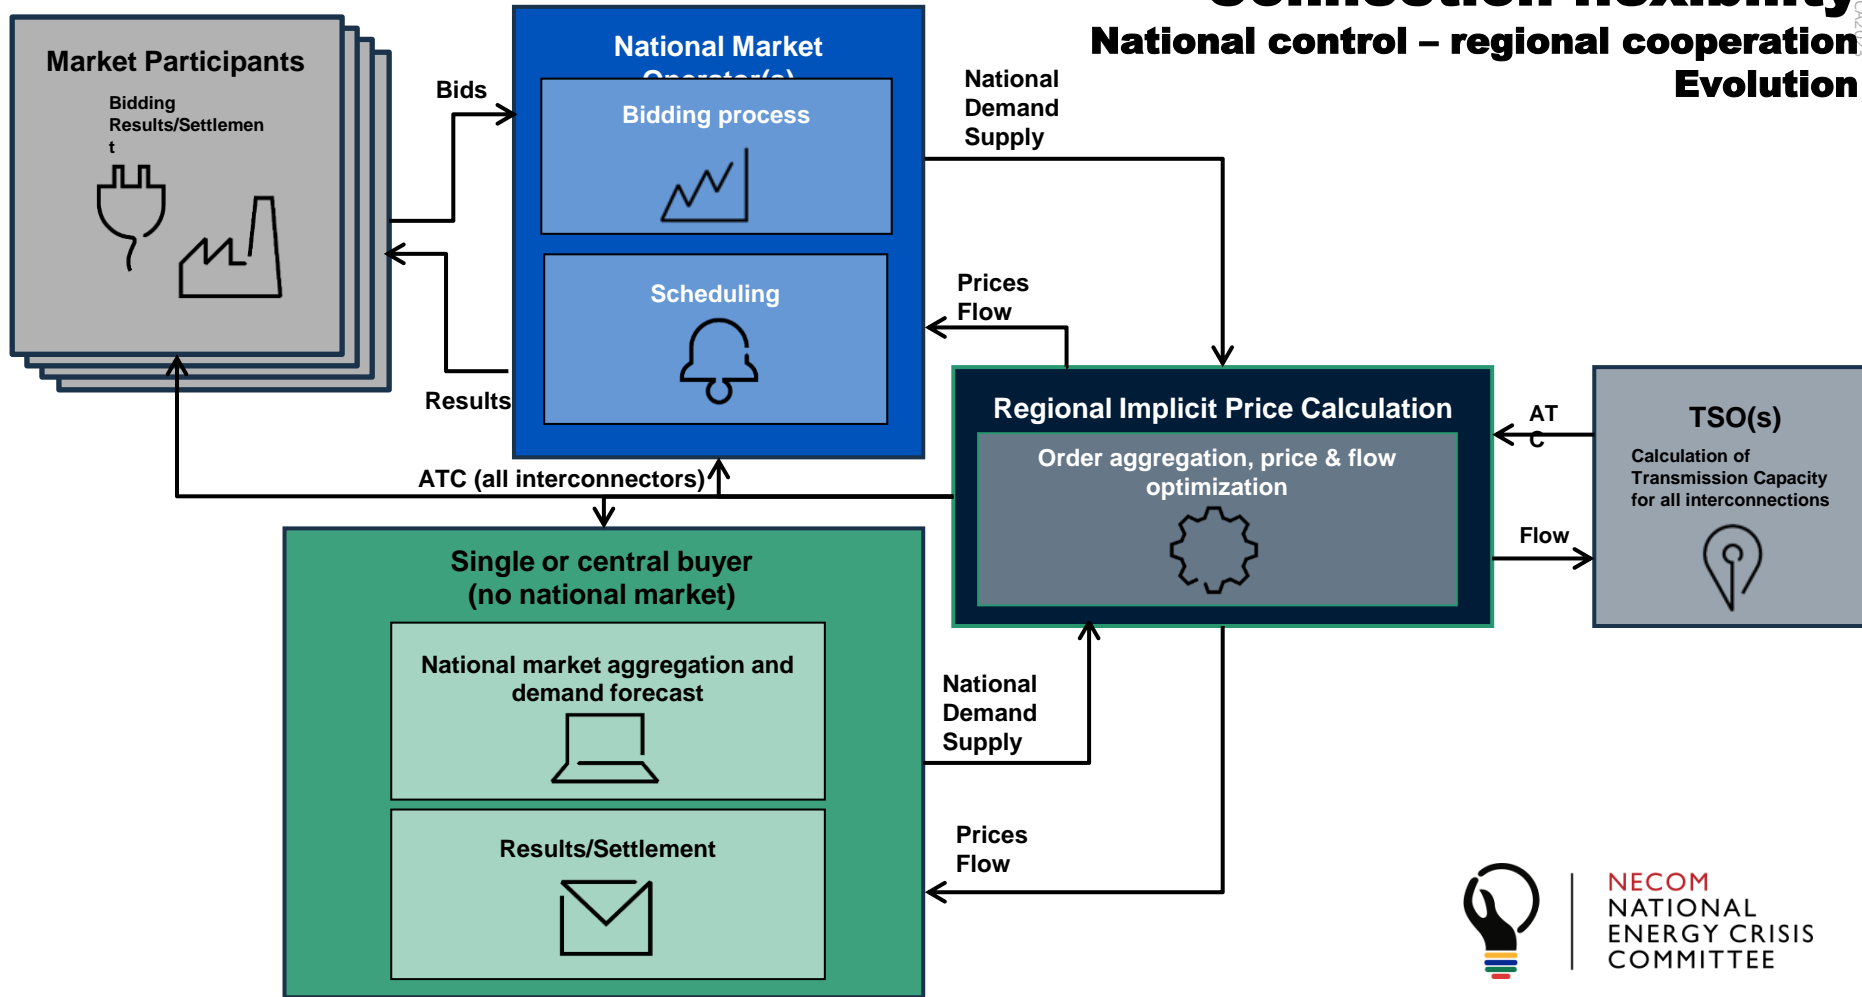 Connection flexibility
National control – regional cooperation
Evolution
Market Participants
Bidding
Results/Settlemen
t
Bids
Results
National Market
Operator(s)
Bidding process
Scheduling
National
Demand
Supply
Prices
Flow
Regional Implicit Price Calculation
Order aggregation, price & flow
optimization
AT
C
Flow
TSO(s)
Calculation of
Transmission Capacity
for all interconnections
ATC (all interconnectors)
Single or central buyer
(no national market)
National market aggregation and
demand forecast
Results/Settlement
National
Demand
Supply
Prices
Flow
NECOM
NATIONAL
ENERGY CRISIS
COMMITTEE